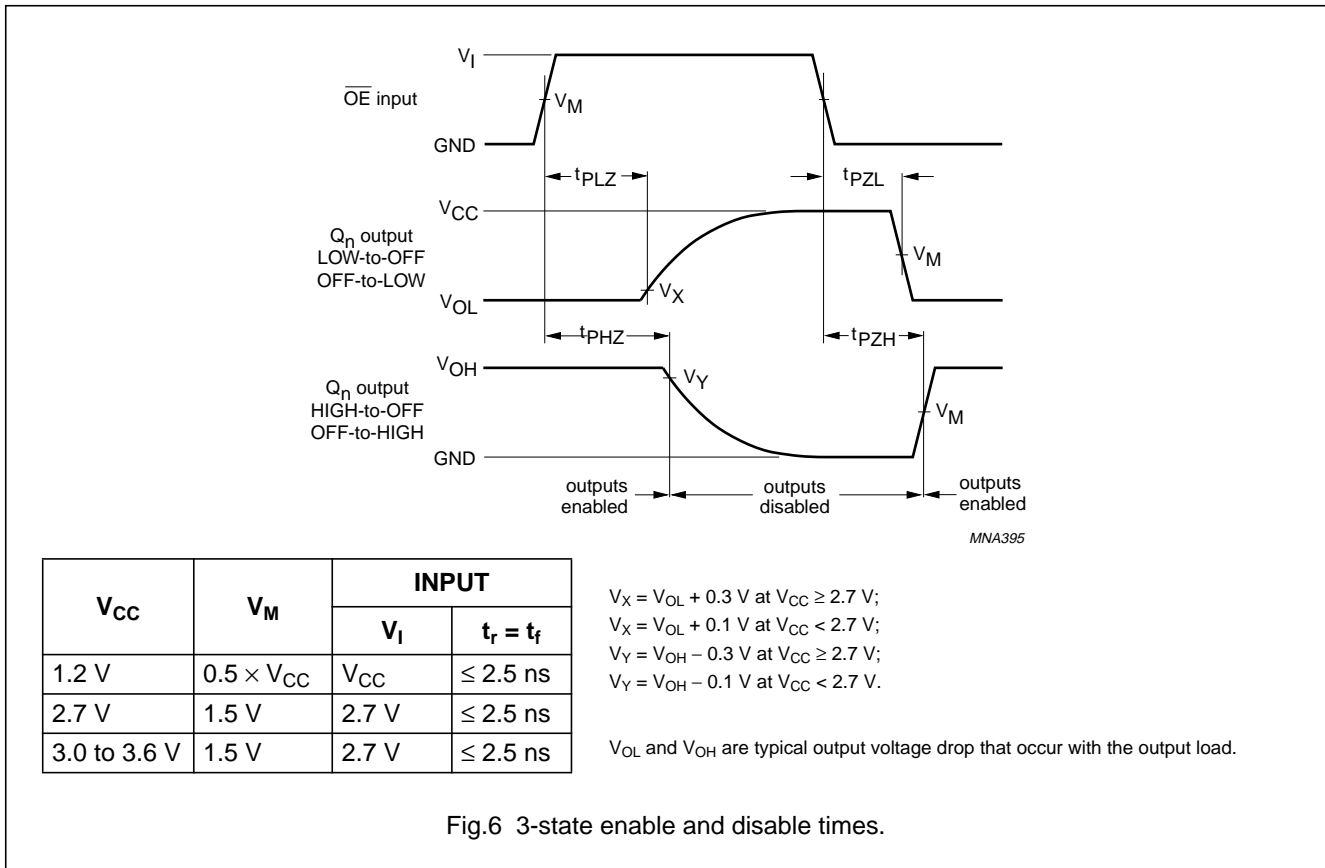 V_I
OE input
V_M
GND
t_PLZ
t_PZL
V_CC
Q_n output
LOW-to-OFF
OFF-to-LOW
V_M
V_X
V_OL
t_PHZ
t_PZH
V_OH
V_Y
Q_n output
HIGH-to-OFF
OFF-to-HIGH
V_M
GND
outputs enabled
outputs disabled
outputs enabled
MNA395
V_CC V_M INPUT
V_I t_r = t_f
1.2 V 0.5 × V_CC V_CC ≤ 2.5 ns
2.7 V 1.5 V 2.7 V ≤ 2.5 ns
3.0 to 3.6 V 1.5 V 2.7 V ≤ 2.5 ns
V_X = V_OL + 0.3 V at V_CC ≥ 2.7 V;
V_X = V_OL + 0.1 V at V_CC < 2.7 V;
V_Y = V_OH − 0.3 V at V_CC ≥ 2.7 V;
V_Y = V_OH − 0.1 V at V_CC < 2.7 V.
V_OL and V_OH are typical output voltage drop that occur with the output load.
Fig.6 3-state enable and disable times.